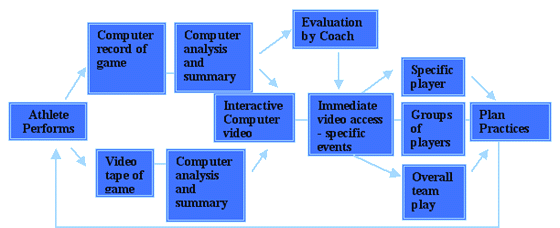 Computer
record of
game
Computer
analysis
and
summary
Evaluation
by Coach
Specific
player
Athlete
Performs
Interactive
Computer
video
Immediate
video access
- specific
events
Groups
of
players
Plan
Practices
Video
tape of
game
Computer
analysis
and
summary
Overall
team
play